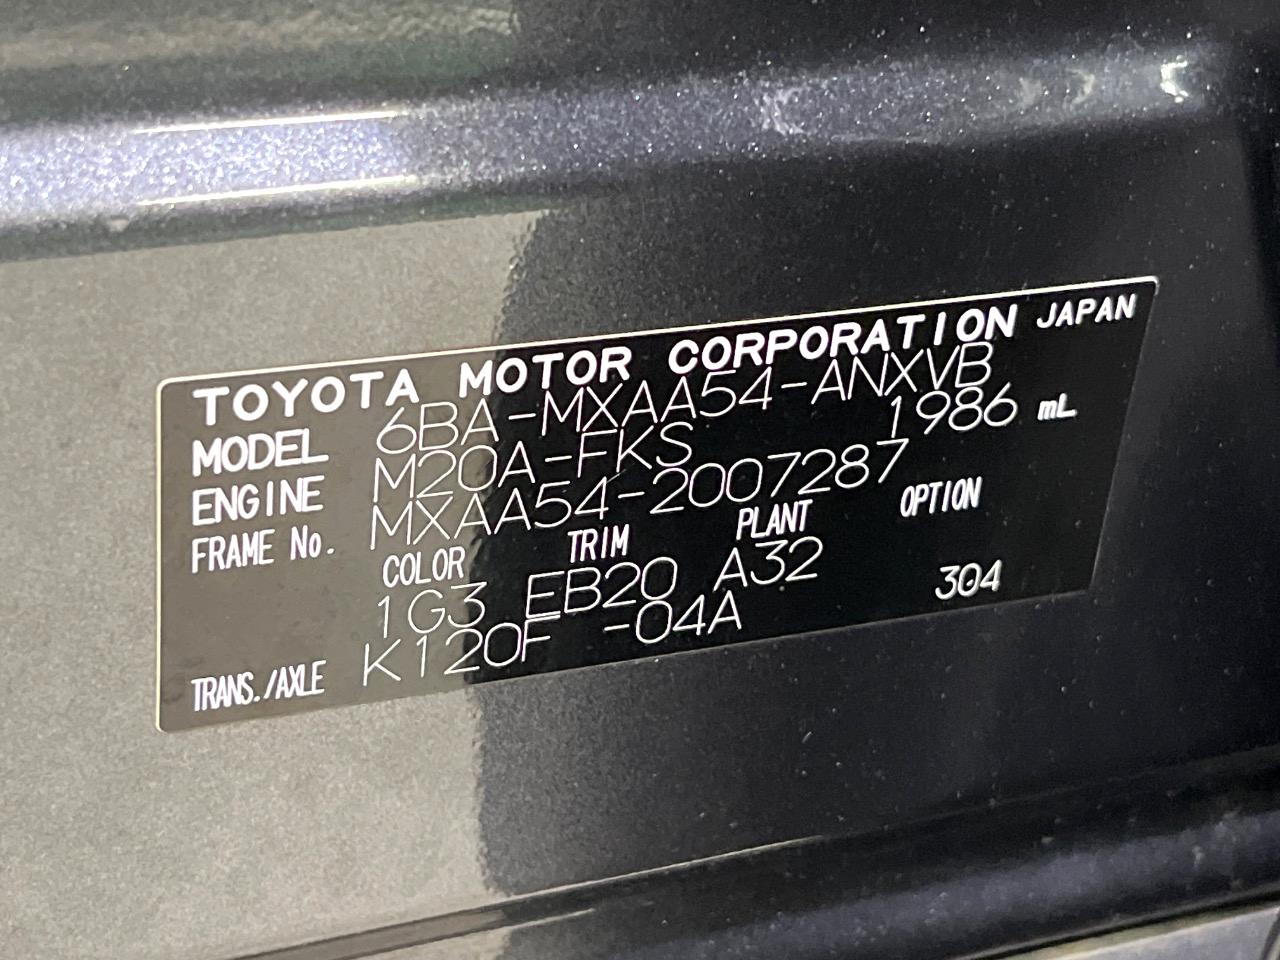 TOYOTA MOTOR CORPORATION JAPAN
MODEL 6BA-MXAA54-ANXVB
ENGINE M20A-FKS 1986 mL
FRAME No. MXAA54-2007287
COLOR TRIM PLANT OPTION
1G3 EB20 A32 304
TRANS./AXLE K120F -04A